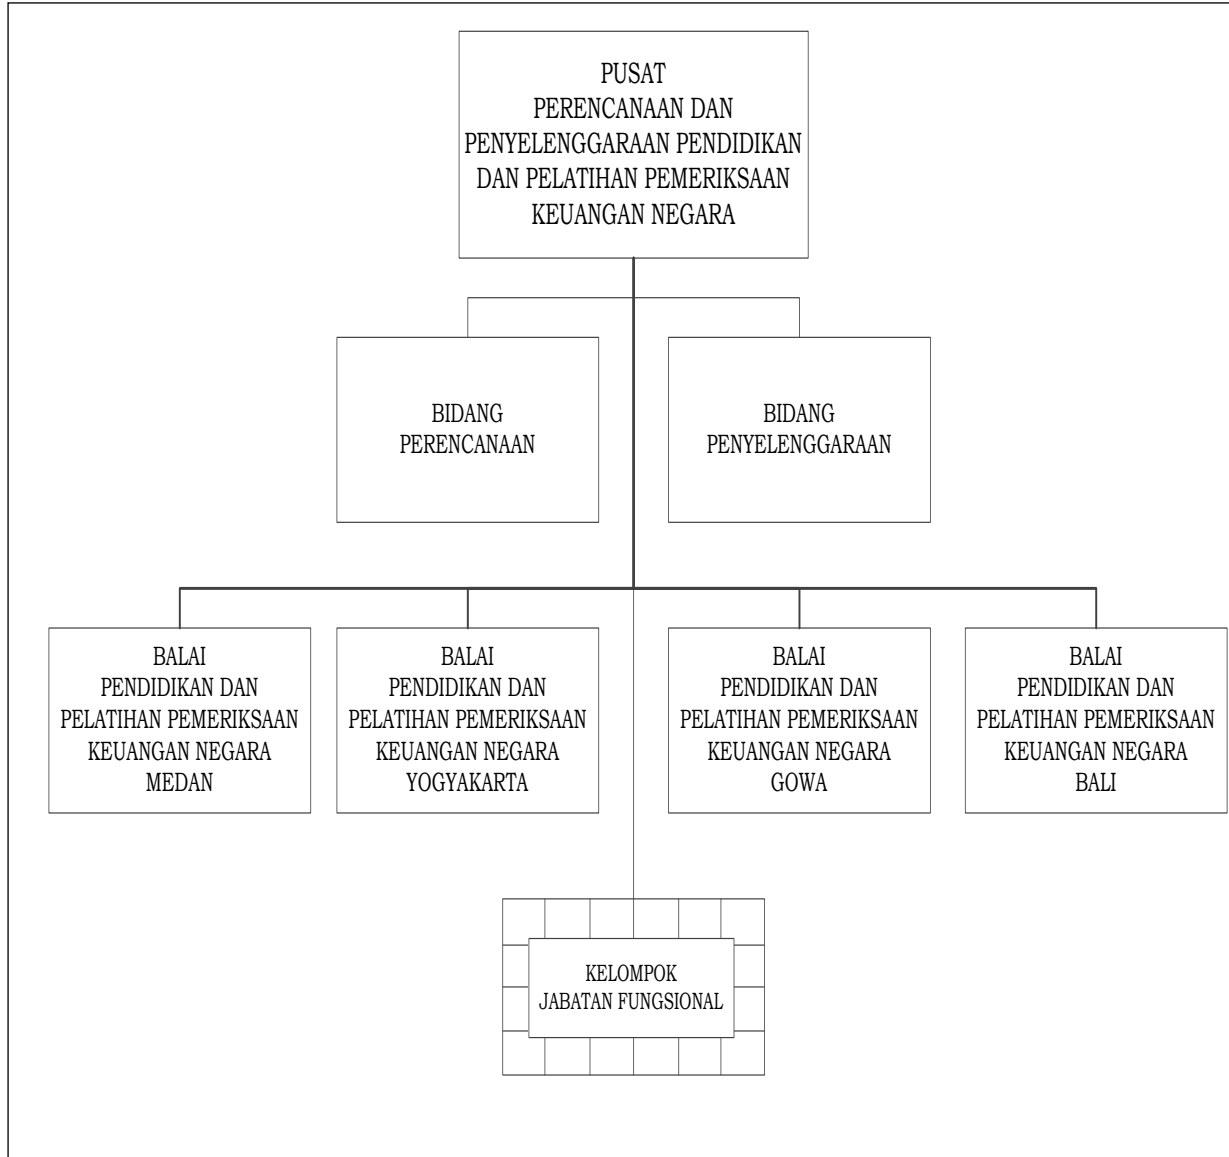 PUSAT
PERENCANAAN DAN
PENYELENGGARAAN PENDIDIKAN
DAN PELATIHAN PEMERIKSAAN
KEUANGAN NEGARA
BIDANG
PERENCANAAN
BIDANG
PENYELENGGARAAN
BALAI
PENDIDIKAN DAN
PELATIHAN PEMERIKSAAN
KEUANGAN NEGARA
MEDAN
BALAI
PENDIDIKAN DAN
PELATIHAN PEMERIKSAAN
KEUANGAN NEGARA
YOGYAKARTA
BALAI
PENDIDIKAN DAN
PELATIHAN PEMERIKSAAN
KEUANGAN NEGARA
GOWA
BALAI
PENDIDIKAN DAN
PELATIHAN PEMERIKSAAN
KEUANGAN NEGARA
BALI
KELOMPOK
JABATAN FUNGSIONAL